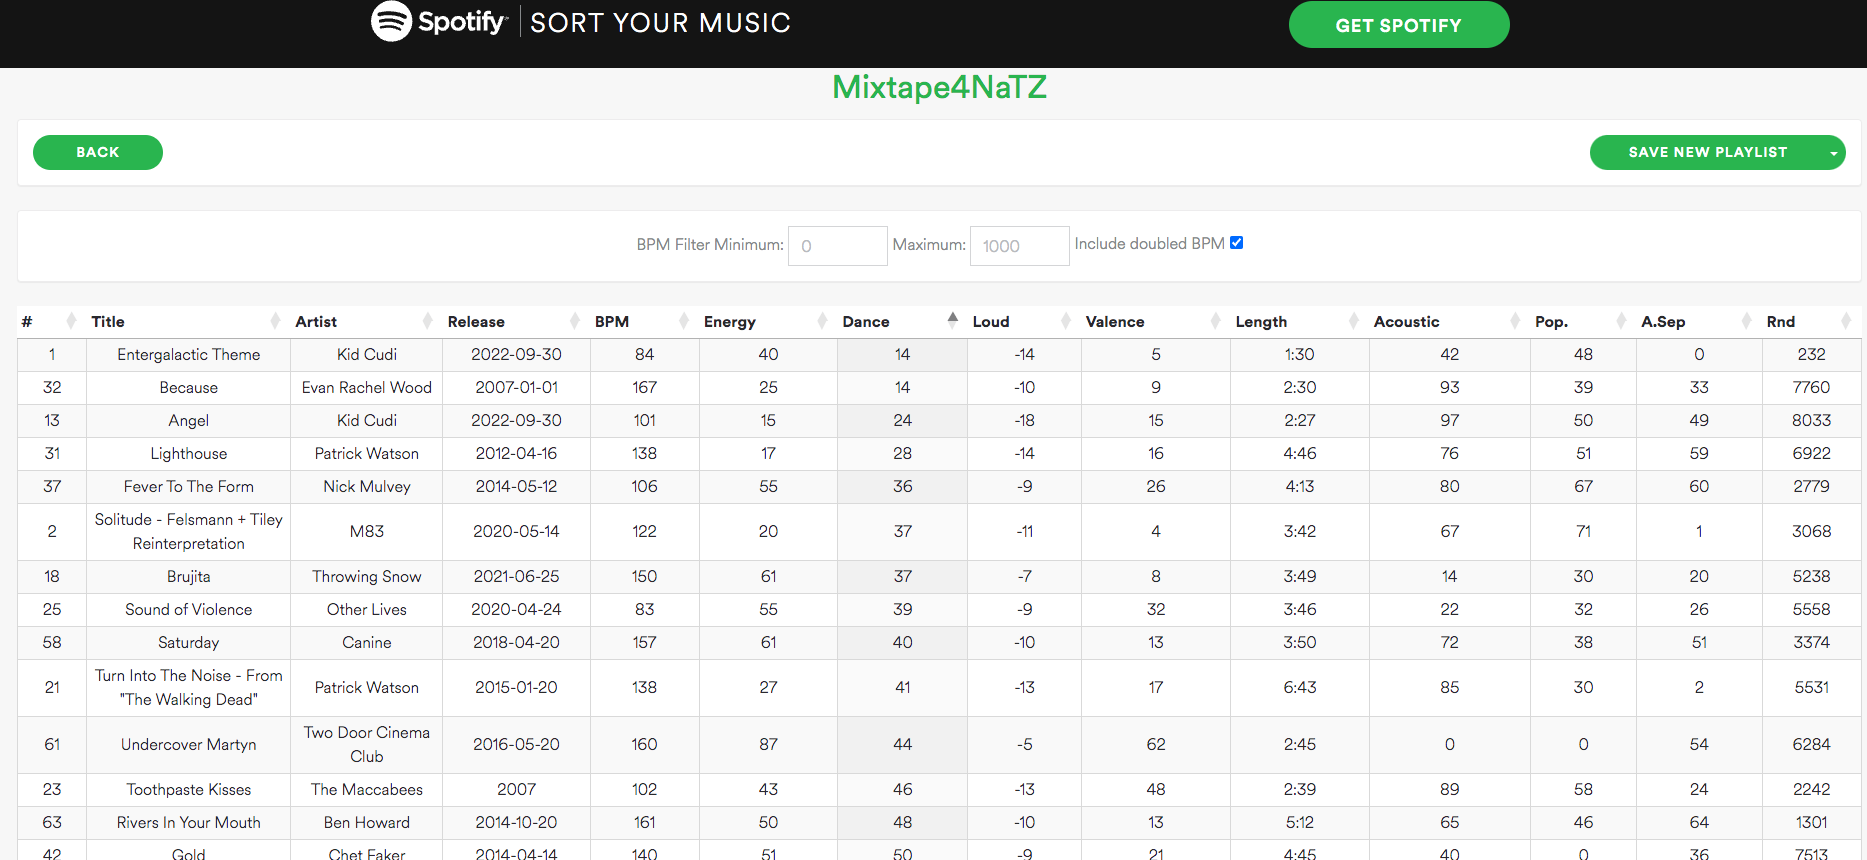 Spotify | SORT YOUR MUSIC
GET SPOTIFY
Mixtape4NaTZ
BACK
SAVE NEW PLAYLIST
BPM Filter Minimum: 0 Maximum: 1000 Include doubled BPM
# Title Artist Release BPM Energy Dance Loud Valence Length Acoustic Pop. A.Sep Rnd
1 Entergalactic Theme Kid Cudi 2022-09-30 84 40 14 -14 5 1:30 42 48 0 232
32 Because Evan Rachel Wood 2007-01-01 167 25 14 -10 9 2:30 93 39 33 7760
13 Angel Kid Cudi 2022-09-30 101 15 24 -18 15 2:27 97 50 49 8033
31 Lighthouse Patrick Watson 2012-04-16 138 17 28 -14 16 4:46 76 51 59 6922
37 Fever To The Form Nick Mulvey 2014-05-12 106 55 36 -9 26 4:13 80 67 60 2779
Solitude - Felsmann + Tiley
2 Reinterpretation M83 2020-05-14 122 20 37 -11 4 3:42 67 71 1 3068
18 Brujita Throwing Snow 2021-06-25 150 61 37 -7 8 3:49 14 30 20 5238
25 Sound of Violence Other Lives 2020-04-24 83 55 39 -9 32 3:46 22 32 26 5558
58 Saturday Canine 2018-04-20 157 61 40 -10 13 3:50 72 38 51 3374
Turn Into The Noise - From
21 "The Walking Dead" Patrick Watson 2015-01-20 138 27 41 -13 17 6:43 85 30 2 5531
Two Door Cinema
61 Undercover Martyn Club 2016-05-20 160 87 44 -5 62 2:45 0 0 54 6284
23 Toothpaste Kisses The Maccabees 2007 102 43 46 -13 48 2:39 89 58 24 2242
63 Rivers In Your Mouth Ben Howard 2014-10-20 161 50 48 -10 13 5:12 65 46 64 1301
42 Gold Chet Faker 2014-04-14 140 51 50 -9 21 4:45 40 0 36 7513